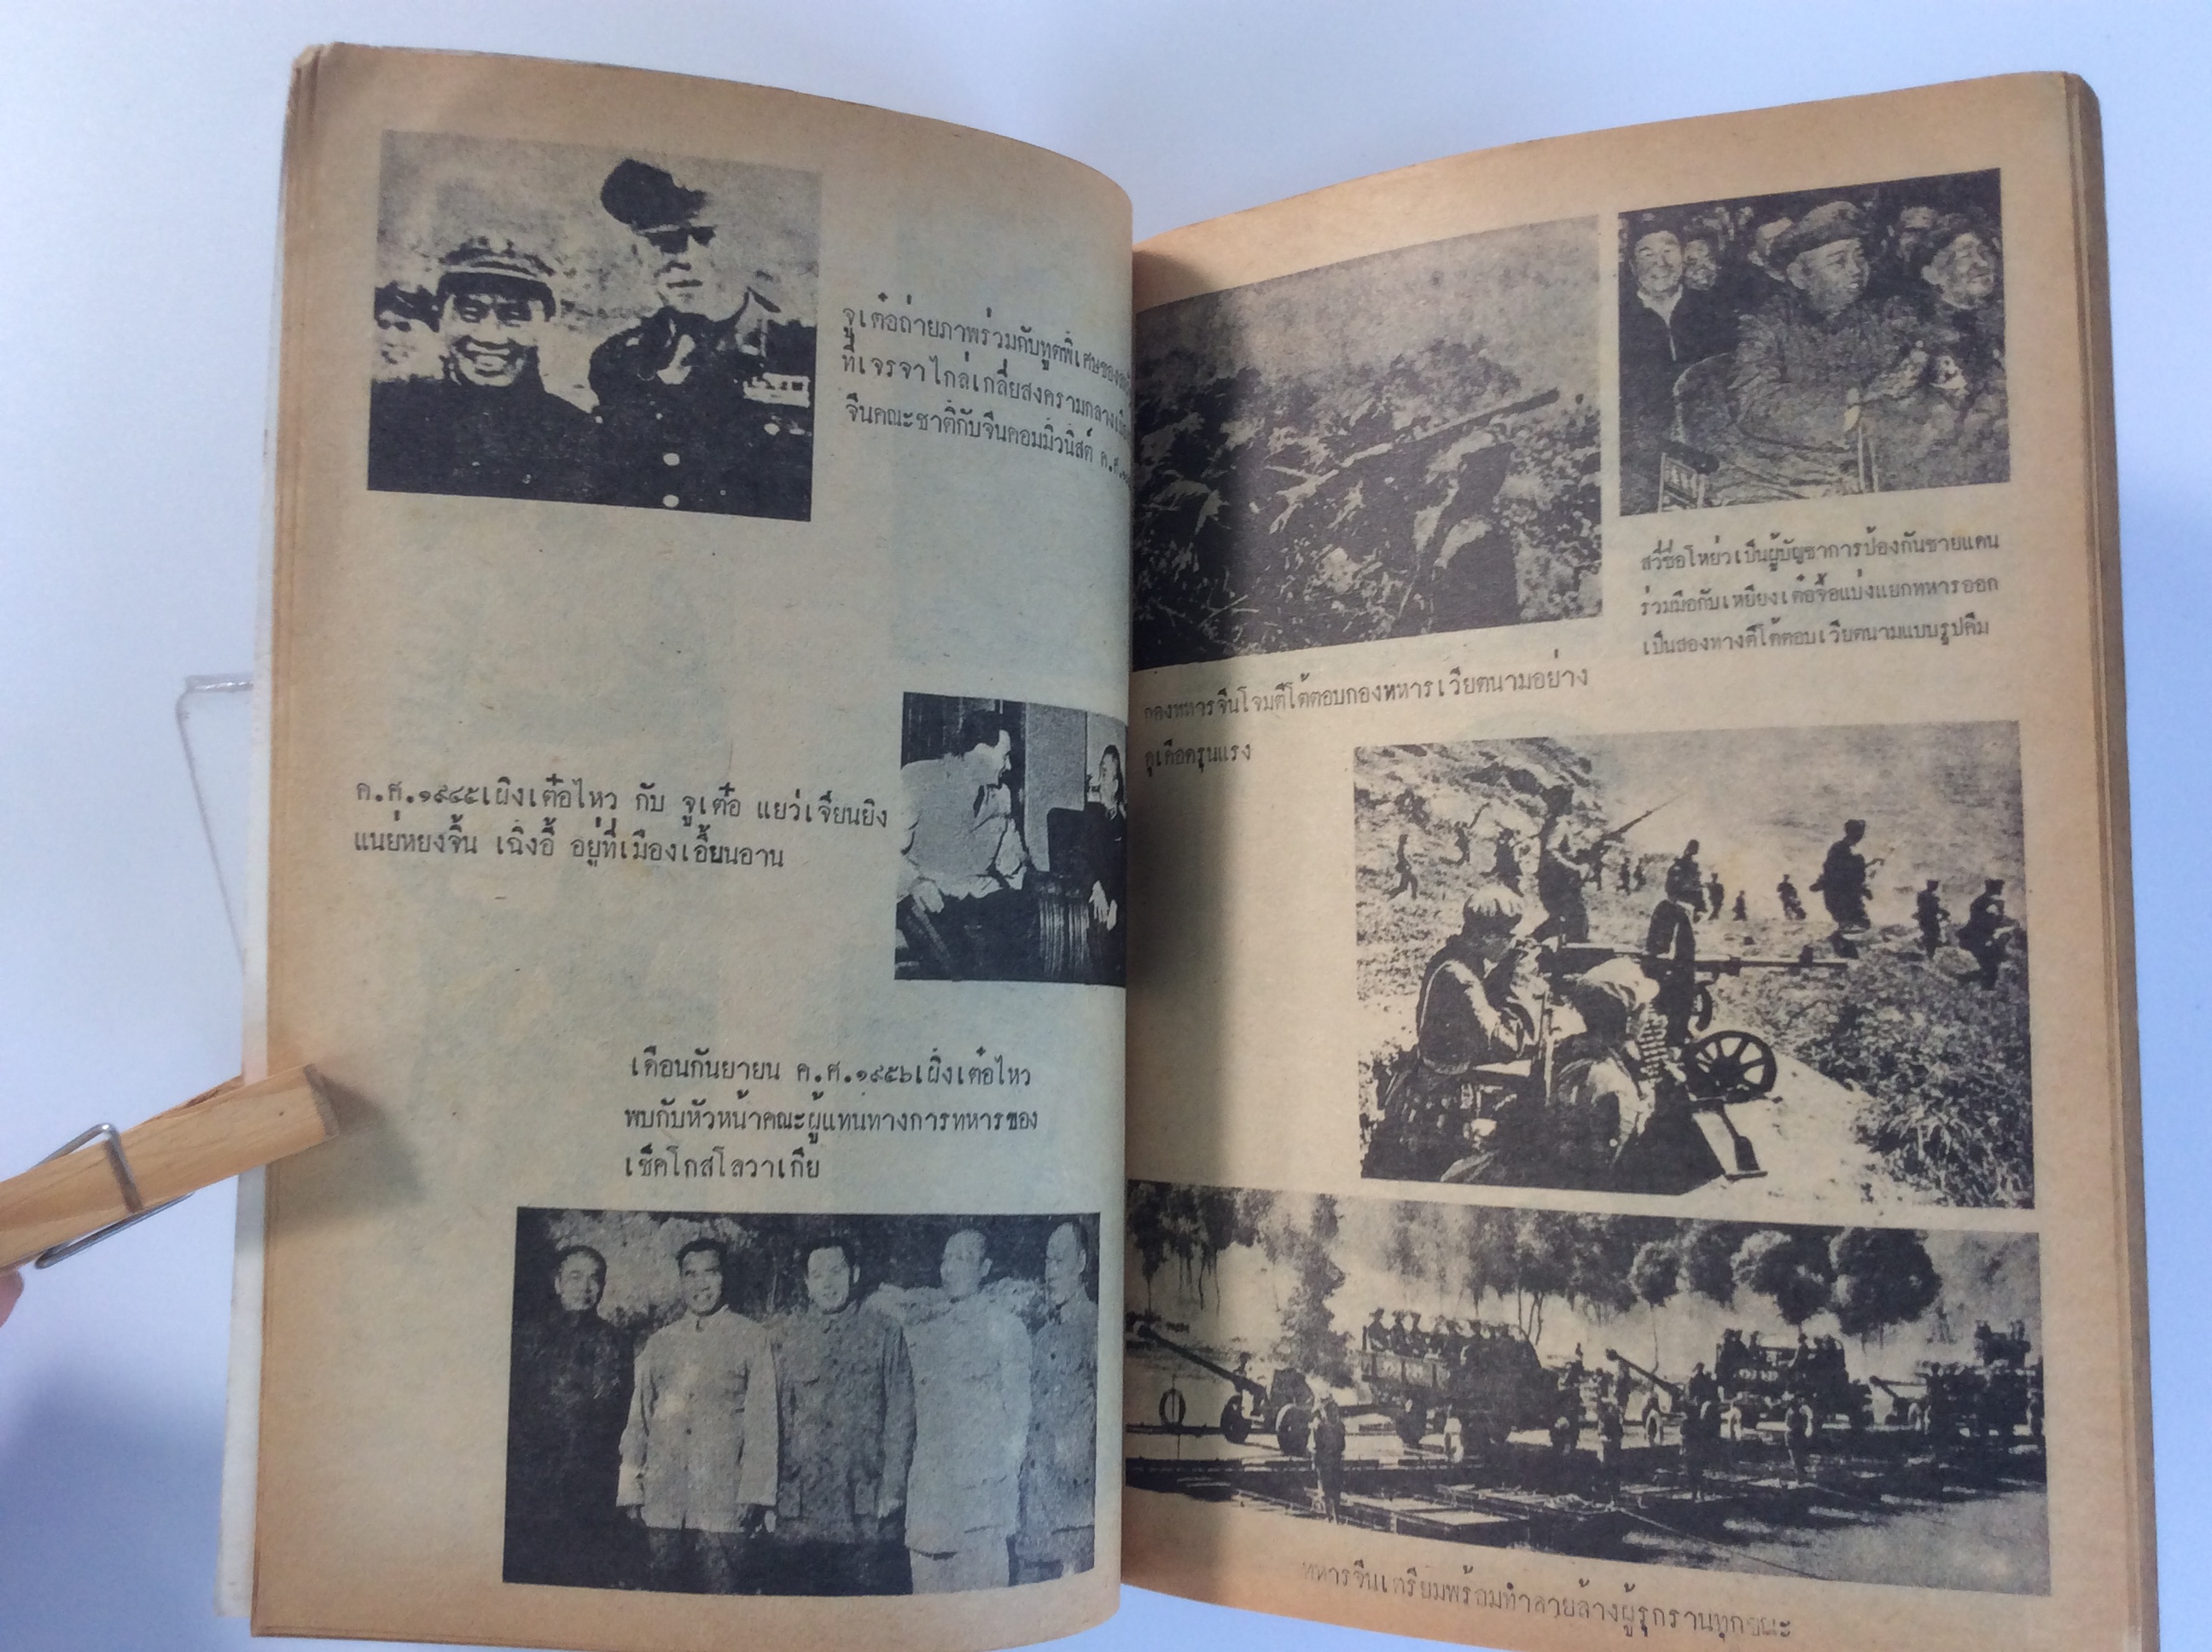 จูเต๋อถ่ายภาพร่วมกับทูตพิเศษของ
ที่เจรจาไกล่เกลี่ยสงครามกลางเมือง
จีนคณะชาติกับจีนคอมมิวนิสต์ ค.ศ.
ค.ศ.๑๙๔๕เผิงเต๋อไหว กับ จูเต๋อ แยว่เจียนยิง
แนย่หยงจิ้น เฉิงอี้ อยู่ที่เมืองเอี้ยนอาน
เดือนกันยายน ค.ศ.๑๙๕๖เผิงเต๋อไหว
พบกับหัวหน้าคณะผู้แทนทางการทหารของ
เช็คโกสโลวาเกีย
สวี่ซื่อโหย่วเป็นผู้บัญชาการป้องกันชายแดน
ร่วมมือกับเหยียงเต๋อจื้อแบ่งแยกทหารออก
เป็นสองทางตีโต้ตอบเวียตนามแบบรูปคีม
กองทหารจีนโจมตีโต้ตอบกองทหารเวียตนามอย่าง
ดุเดือดรุนแรง
ทหารจีนเตรียมพร้อมทำลายล้างผู้รุกรานทุกขณะ